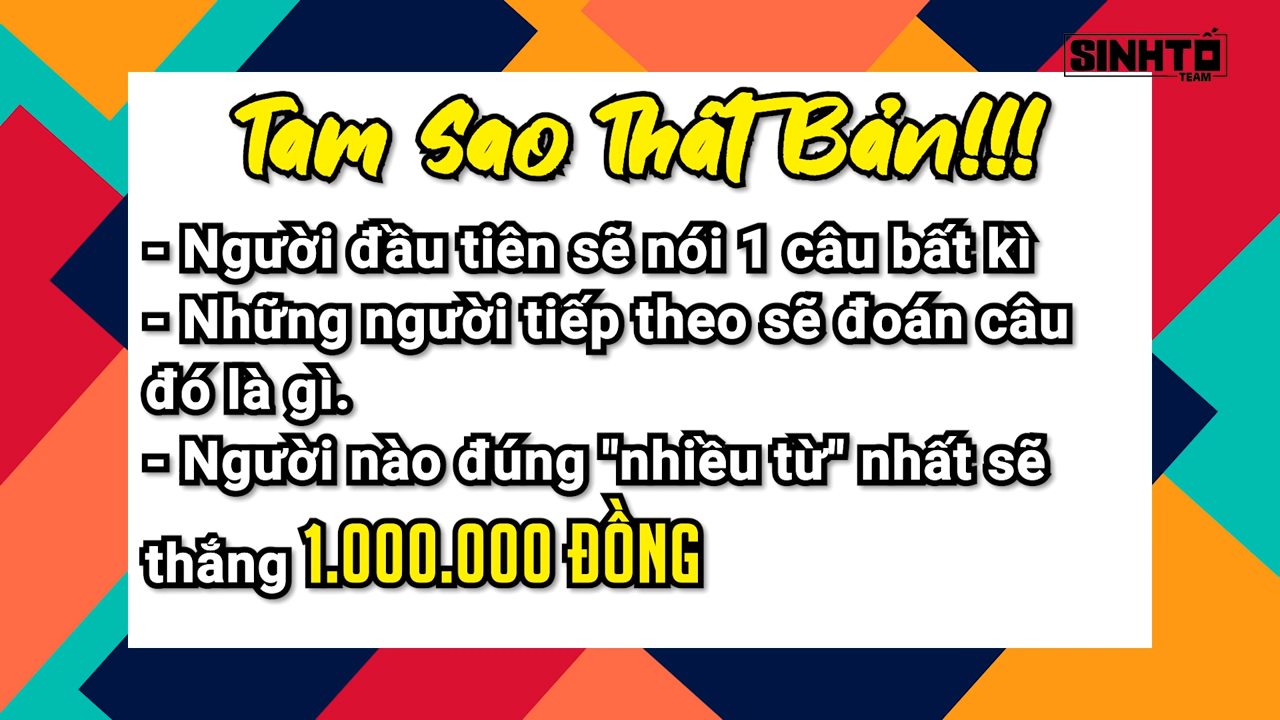 SINHTỐ
TEAM
Tam Sao Thất Bản!!!
- Người đầu tiên sẽ nói 1 câu bất kì
- Những người tiếp theo sẽ đoán câu
đó là gì.
- Người nào đúng "nhiều từ" nhất sẽ
thắng 1.000.000 ĐỒNG